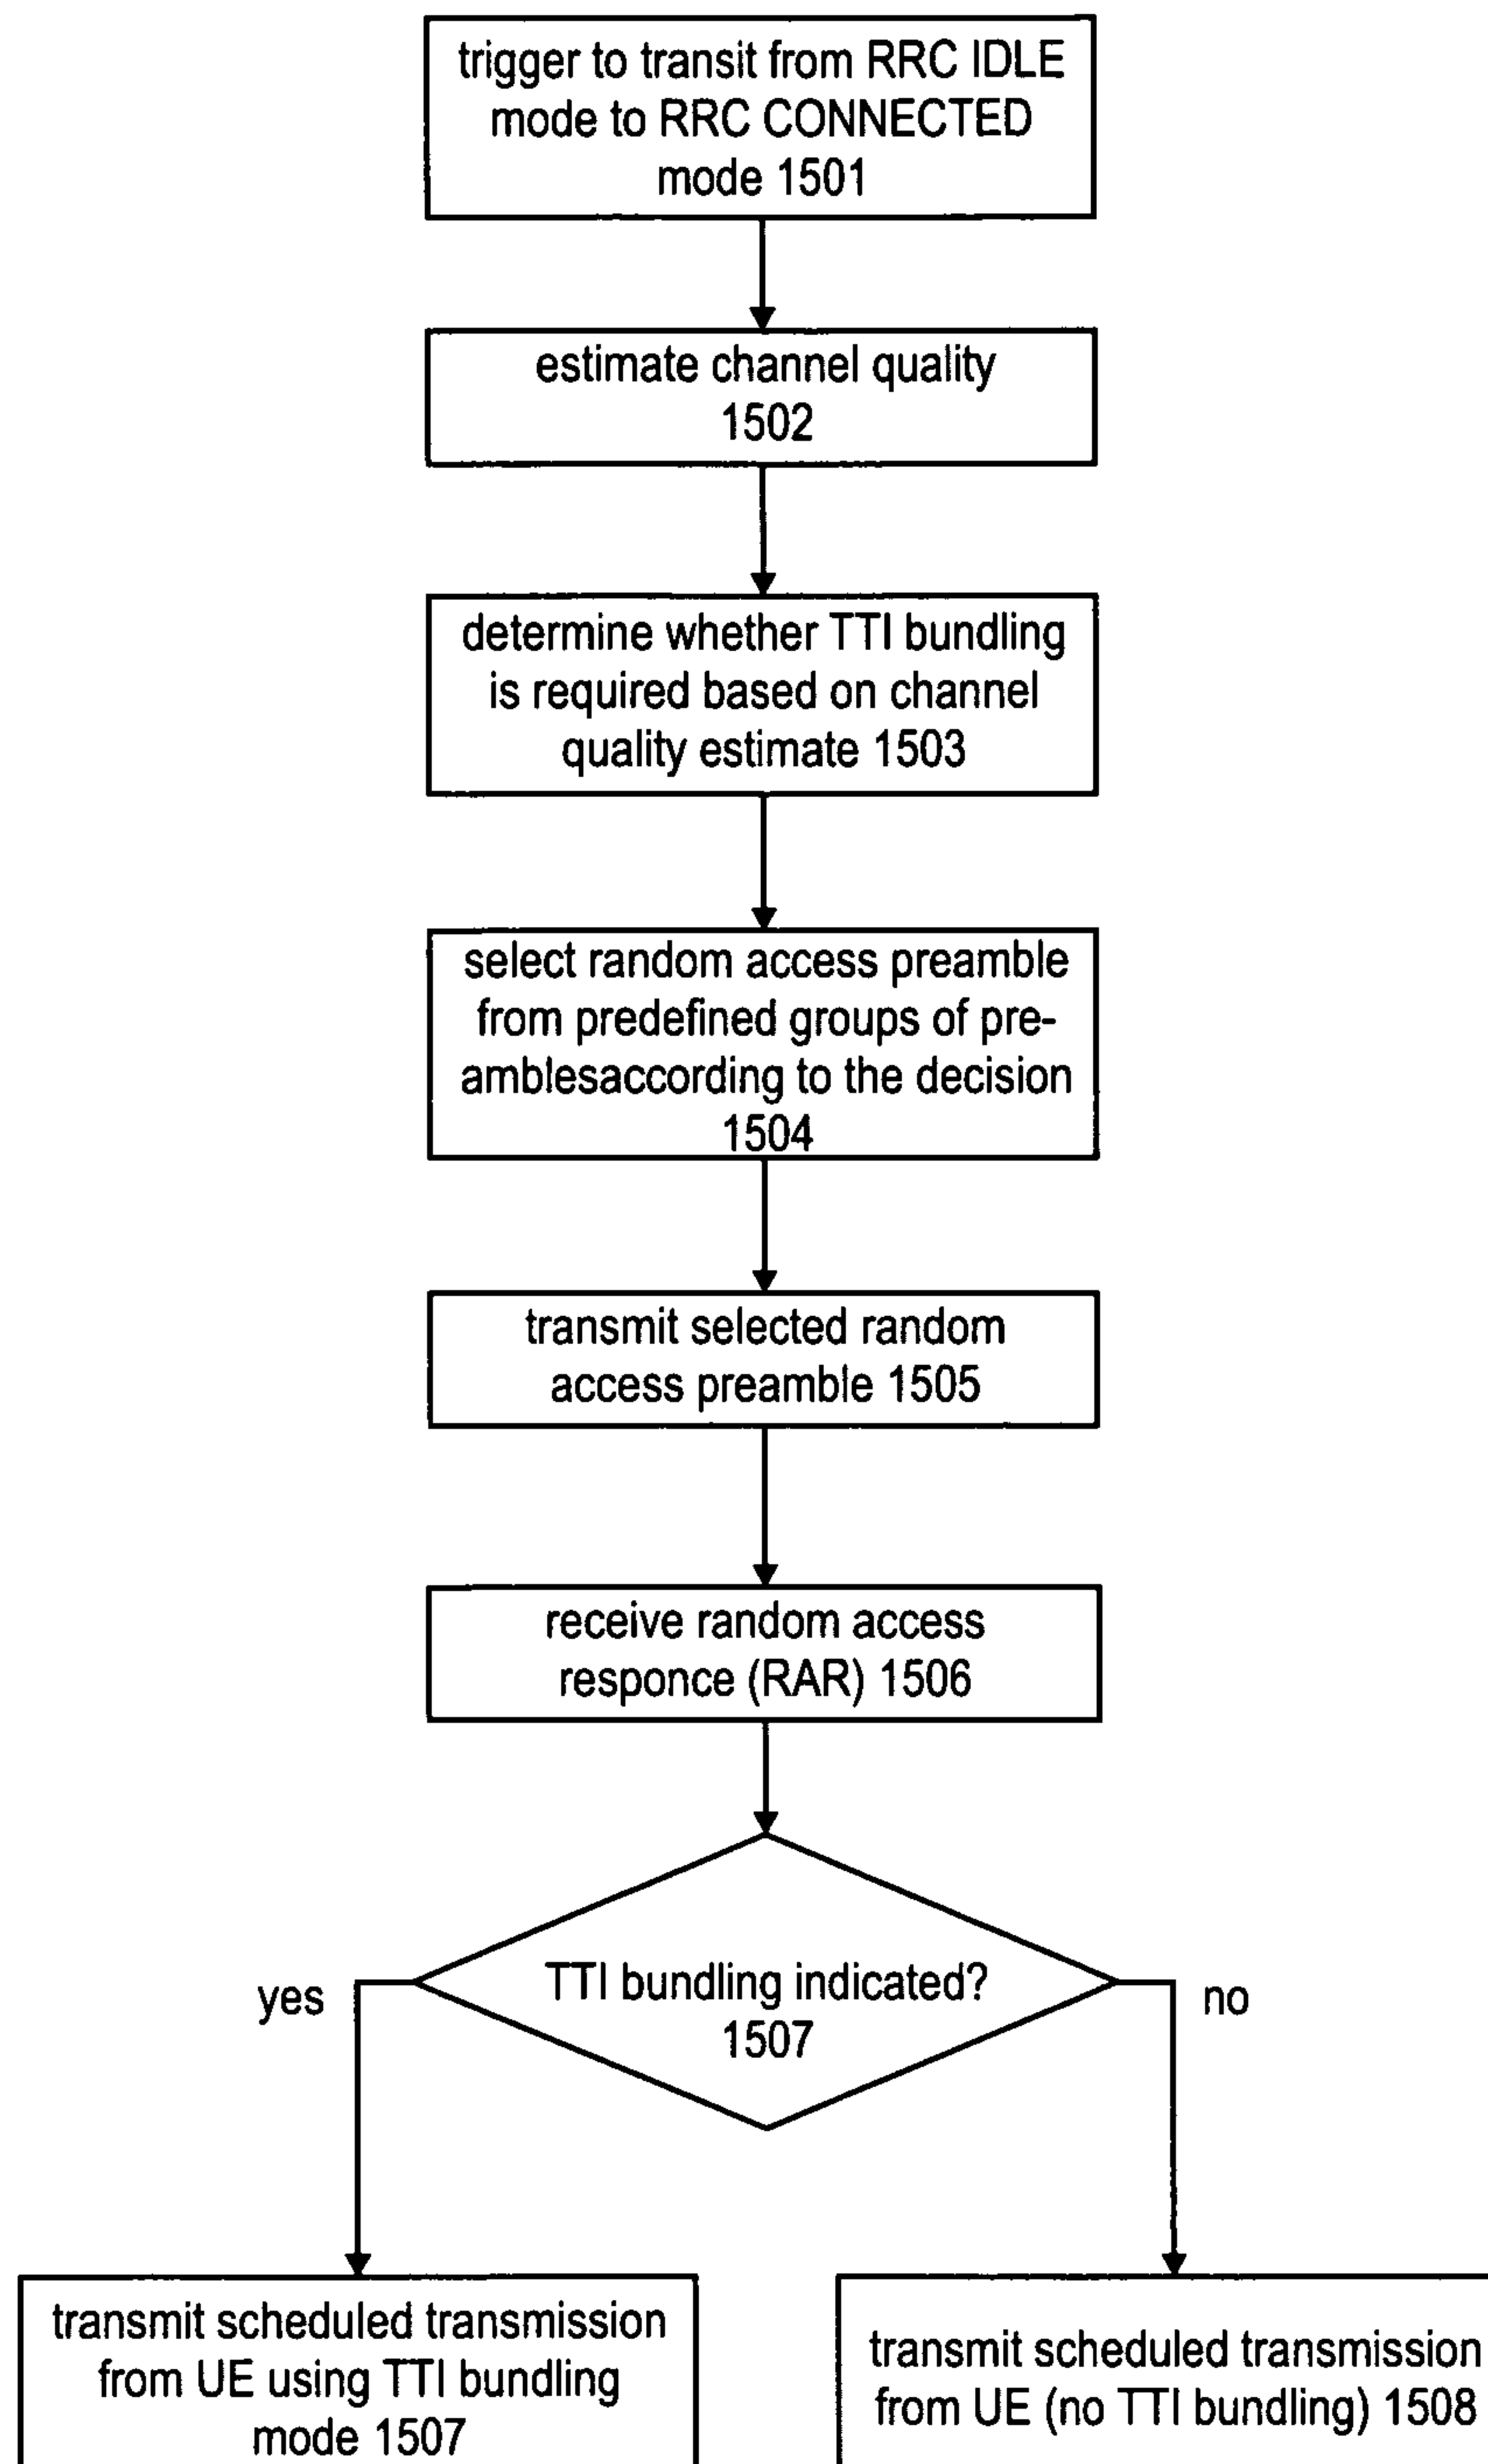 trigger to transit from RRC IDLE
mode to RRC CONNECTED
mode 1501
estimate channel quality
1502
determine whether TTI bundling
is required based on channel
quality estimate 1503
select random access preamble
from predefined groups of pre-
amblesaccording to the decision
1504
transmit selected random
access preamble 1505
receive random access
responce (RAR) 1506
TTI bundling indicated?
1507
yes
no
transmit scheduled transmission
from UE using TTI bundling
mode 1507
transmit scheduled transmission
from UE (no TTI bundling) 1508